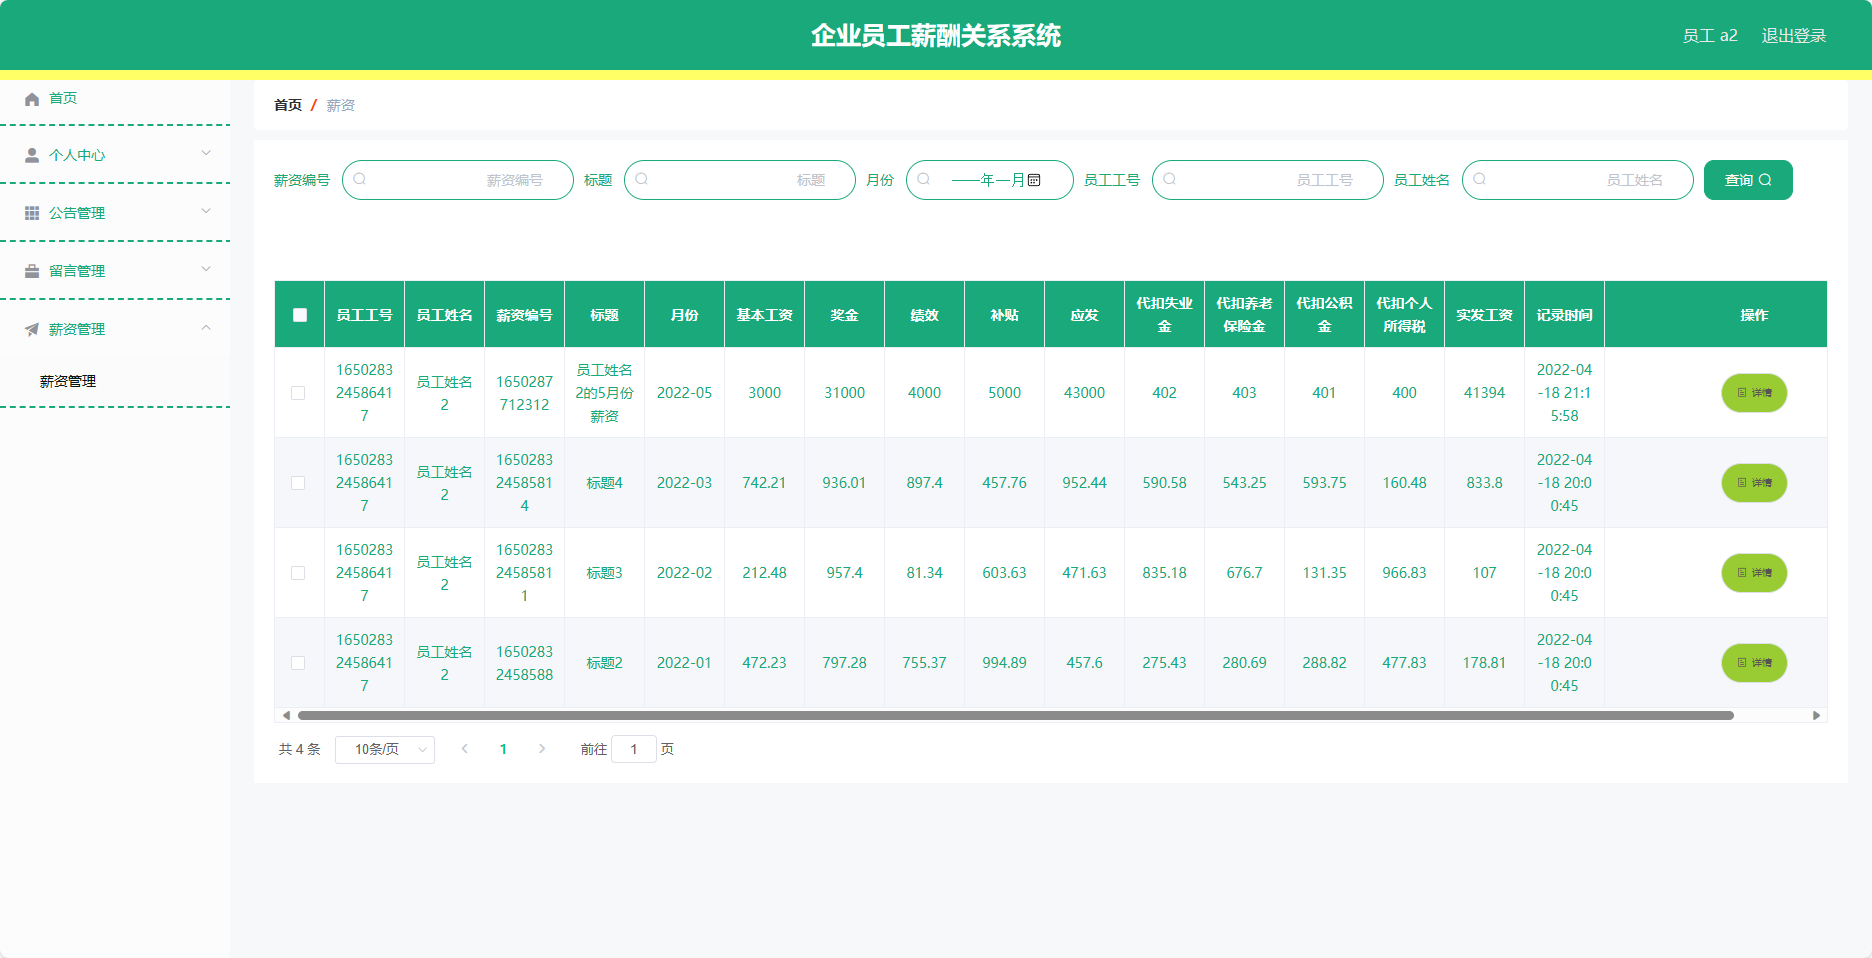 企业员工薪酬关系系统
员工 a2 退出登录
首页
个人中心
公告管理
留言管理
薪资管理
薪资管理
首页 / 薪资
薪资编号 薪资编号 标题 标题 月份 ——年—月 员工工号 员工工号 员工姓名 员工姓名 查询
员工工号 员工姓名 薪资编号 标题 月份 基本工资 奖金 绩效 补贴 应发 代扣失业金 代扣养老保险金 代扣公积金 代扣个人所得税 实发工资 记录时间 操作
165028324586417 员工姓名2 1650287712312 员工姓名2的5月份薪资 2022-05 3000 31000 4000 5000 43000 402 403 401 400 41394 2022-04-18 21:15:58 详情
165028324586417 员工姓名2 165028324585814 标题4 2022-03 742.21 936.01 897.4 457.76 952.44 590.58 543.25 593.75 160.48 833.8 2022-04-18 20:00:45 详情
165028324586417 员工姓名2 165028324585811 标题3 2022-02 212.48 957.4 81.34 603.63 471.63 835.18 676.7 131.35 966.83 107 2022-04-18 20:00:45 详情
165028324586417 员工姓名2 16502832458588 标题2 2022-01 472.23 797.28 755.37 994.89 457.6 275.43 280.69 288.82 477.83 178.81 2022-04-18 20:00:45 详情
共 4 条 10条/页 1 前往 1 页